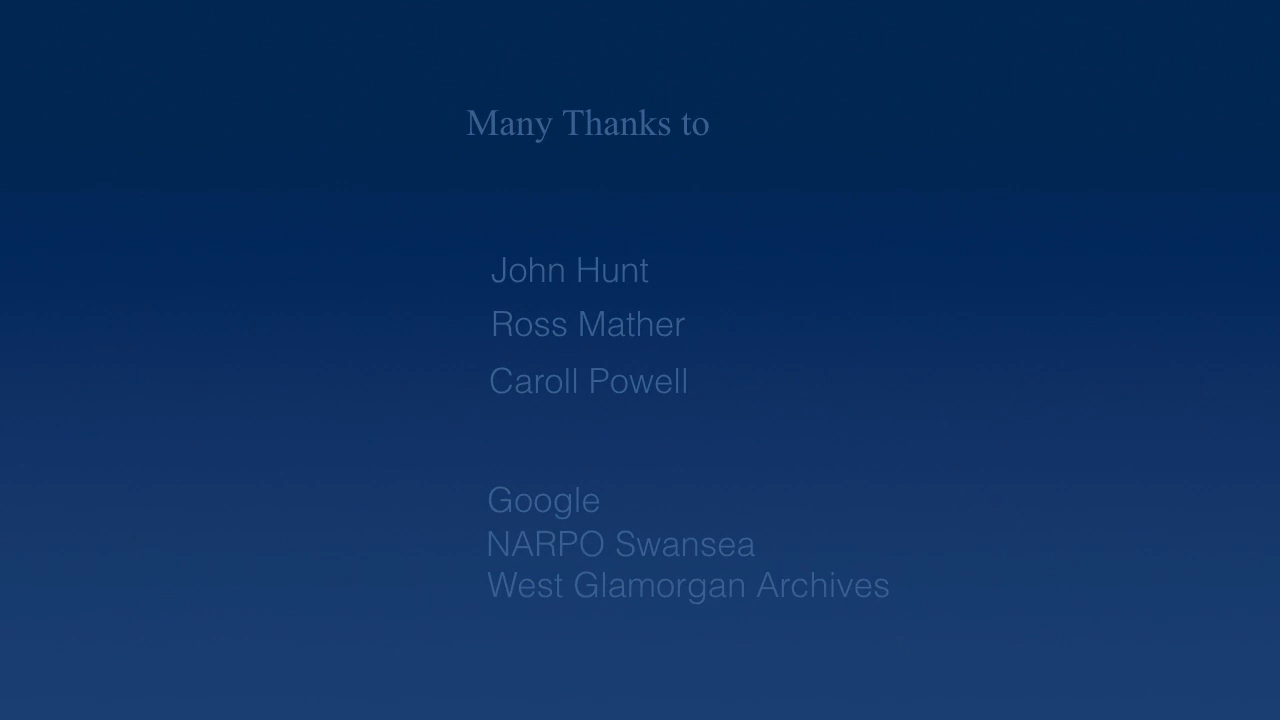 Many Thanks to
John Hunt
Ross Mather
Caroll Powell
Google
NARPO Swansea
West Glamorgan Archives